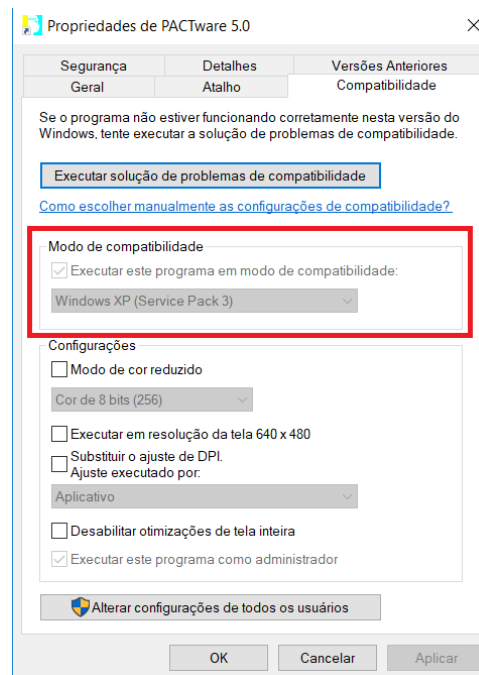 Propriedades de PACTware 5.0
Segurança Detalhes Versões Anteriores
Geral Atalho Compatibilidade
Se o programa não estiver funcionando corretamente nesta versão do
Windows, tente executar a solução de problemas de compatibilidade.
Executar solução de problemas de compatibilidade
Como escolher manualmente as configurações de compatibilidade?
Modo de compatibilidade
Executar este programa em modo de compatibilidade:
Windows XP (Service Pack 3)
Configurações
Modo de cor reduzido
Cor de 8 bits (256)
Executar em resolução da tela 640 x 480
Substituir o ajuste de DPI.
Ajuste executado por:
Aplicativo
Desabilitar otimizações de tela inteira
Executar este programa como administrador
Alterar configurações de todos os usuários
OK Cancelar Aplicar